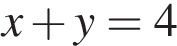 x + y = 4